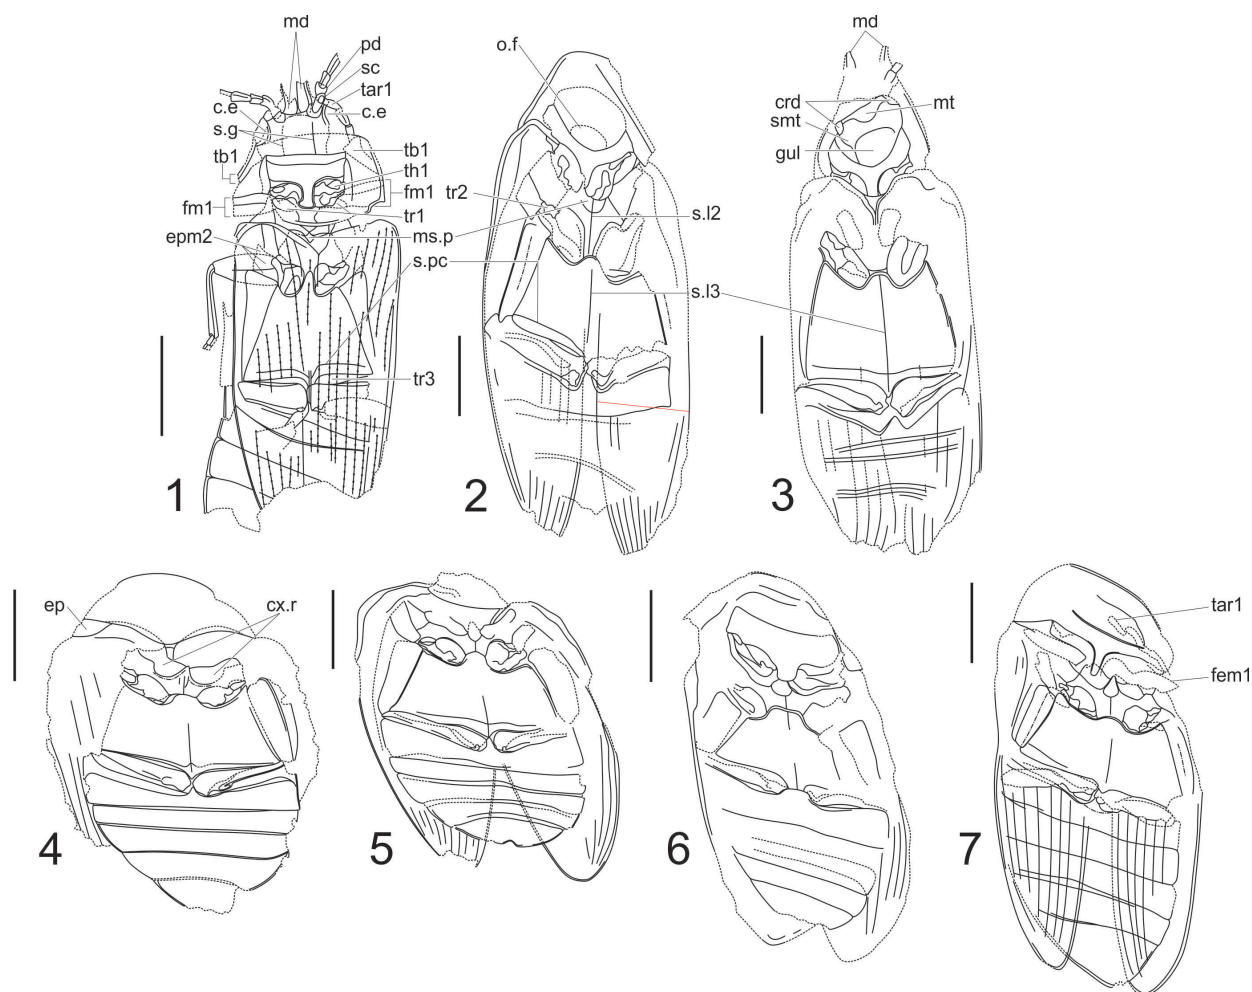 md
pd
sc
tar1
c.e
c.e
s.g
tb1
tb1
th1
fm1
fm1
tr1
epm2
ms.p
s.pc
tr3
1
o.f
tr2
s.l2
s.l3
2
md
crd
mt
smt
gul
3
ep
cx.r
4
5
6
tar1
fem1
7